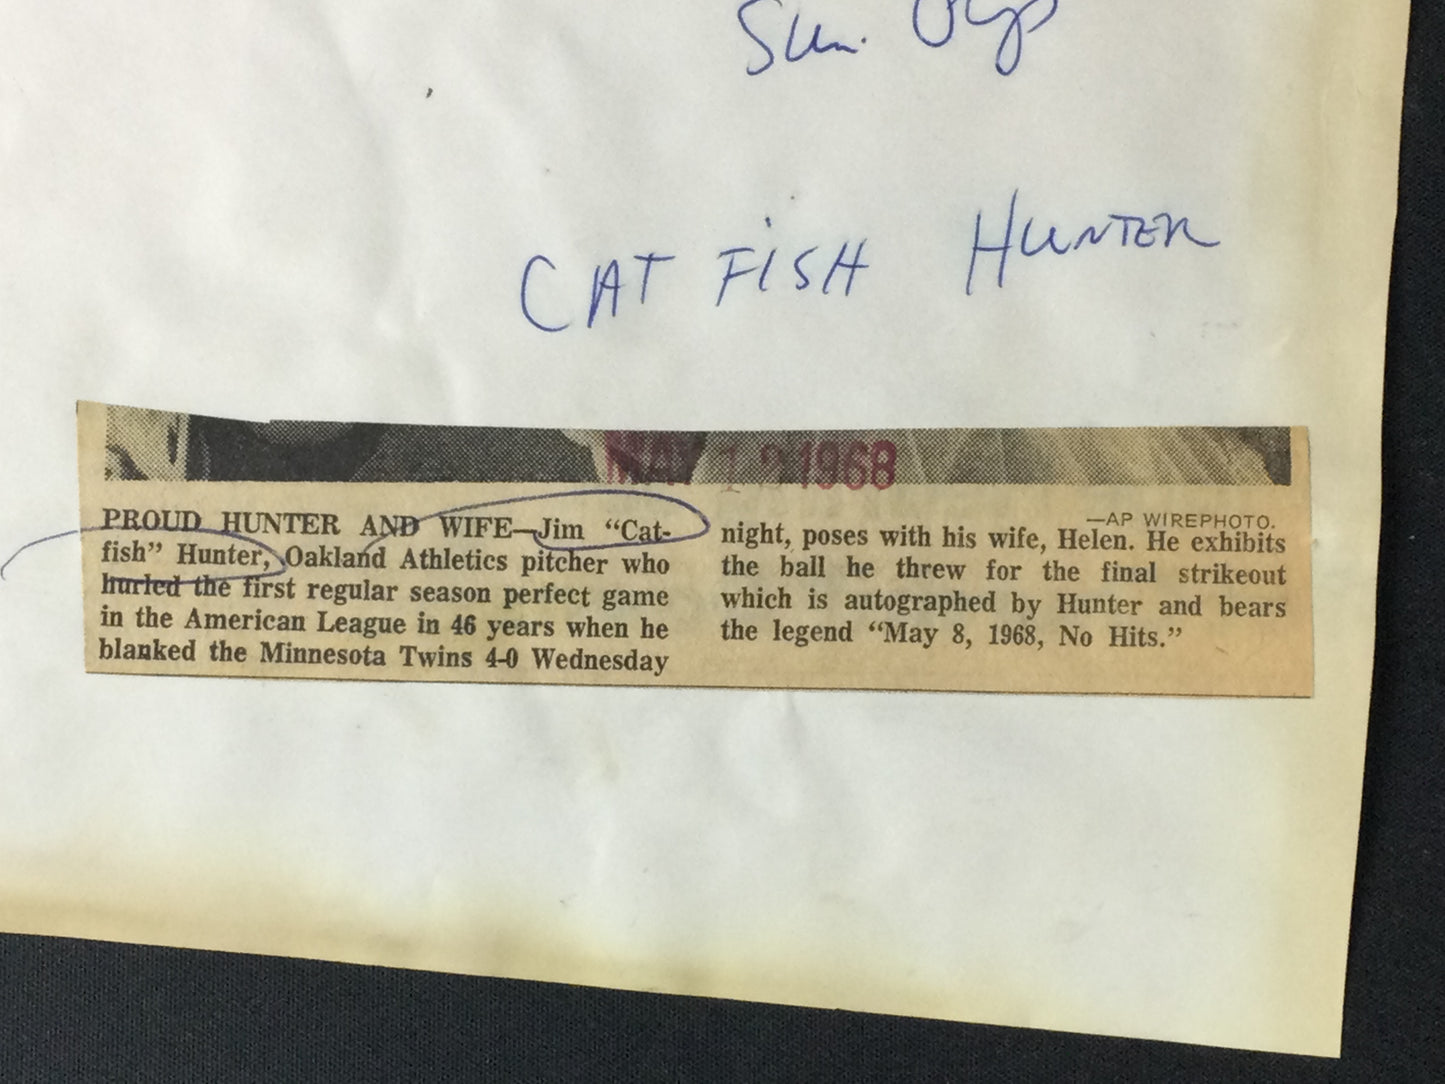 Sun.
CAT FISH HUNTER
MAY 1 1968
—AP WIREPHOTO.
PROUD HUNTER AND WIFE—Jim “Cat-
fish” Hunter, Oakland Athletics pitcher who
hurled the first regular season perfect game
in the American League in 46 years when he
blanked the Minnesota Twins 4-0 Wednesday
night, poses with his wife, Helen. He exhibits
the ball he threw for the final strikeout
which is autographed by Hunter and bears
the legend “May 8, 1968, No Hits.”